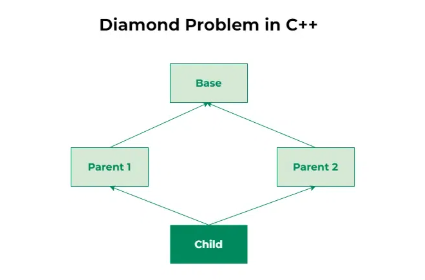 Diamond Problem in C++
Base
Parent 1
Parent 2
Child